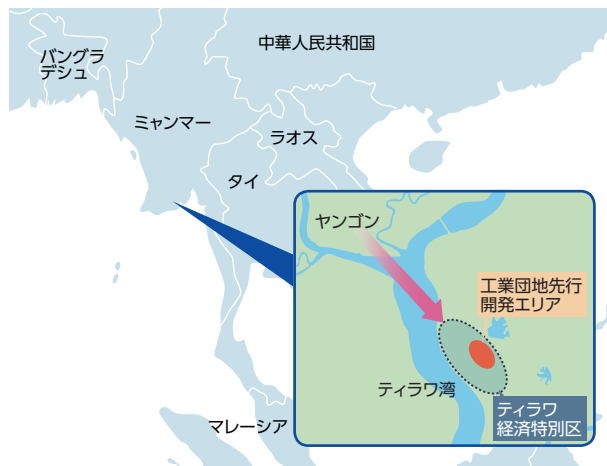 中華人民共和国
バングラ
デシュ
ミャンマー
ラオス
タイ
ヤンゴン
工業団地先行
開発エリア
ティラワ湾
ティラワ
経済特別区
マレーシア